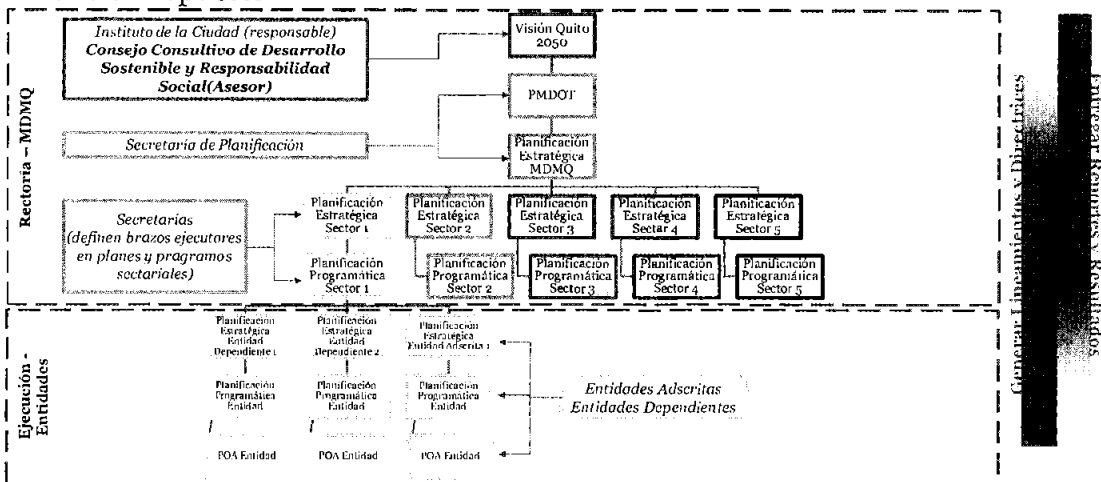 Instituto de la Ciudad (responsable)
Consejo Consultivo de Desarrollo
Sostenible y Responsabilidad
Social(Asesor)
Visión Quito
2050
PMDOT
Secretaría de Planificación
Planificación
Estratégica
MDMQ
Rectoría – MDMQ
Secretarías
(definen brazos ejecutores
en planes y programos
sectariales)
Planificación
Estratégica
Sector 1
Planificación
Estratégica
Sector 2
Planificación
Estratégica
Sector 3
Planificación
Estratégica
Sectar 4
Planificación
Estratégica
Sector 5
Planificación
Programática
Sector 1
Planificación
Programática
Sector 2
Planificación
Programática
Sector 3
Planificación
Programática
Sector 4
Planificación
Programática
Sector 5
Ejecución -
Entidades
Planificación
Estratégica
Entidad
Dependiente 1
Planificación
Estratégica
Entidad
Dependiente 2
Planificación
Estratégica
Entidad Adscrita 1
Planificación
Programática
Entidad
Planificación
Programática
Entidad
Planificación
Programática
Entidad
POA Entidad
POA Entidad
POA Entidad
Entidades Adscritas
Entidades Dependientes
Generar Lineamientos y Directrices
Entregar Reportes y Resultados